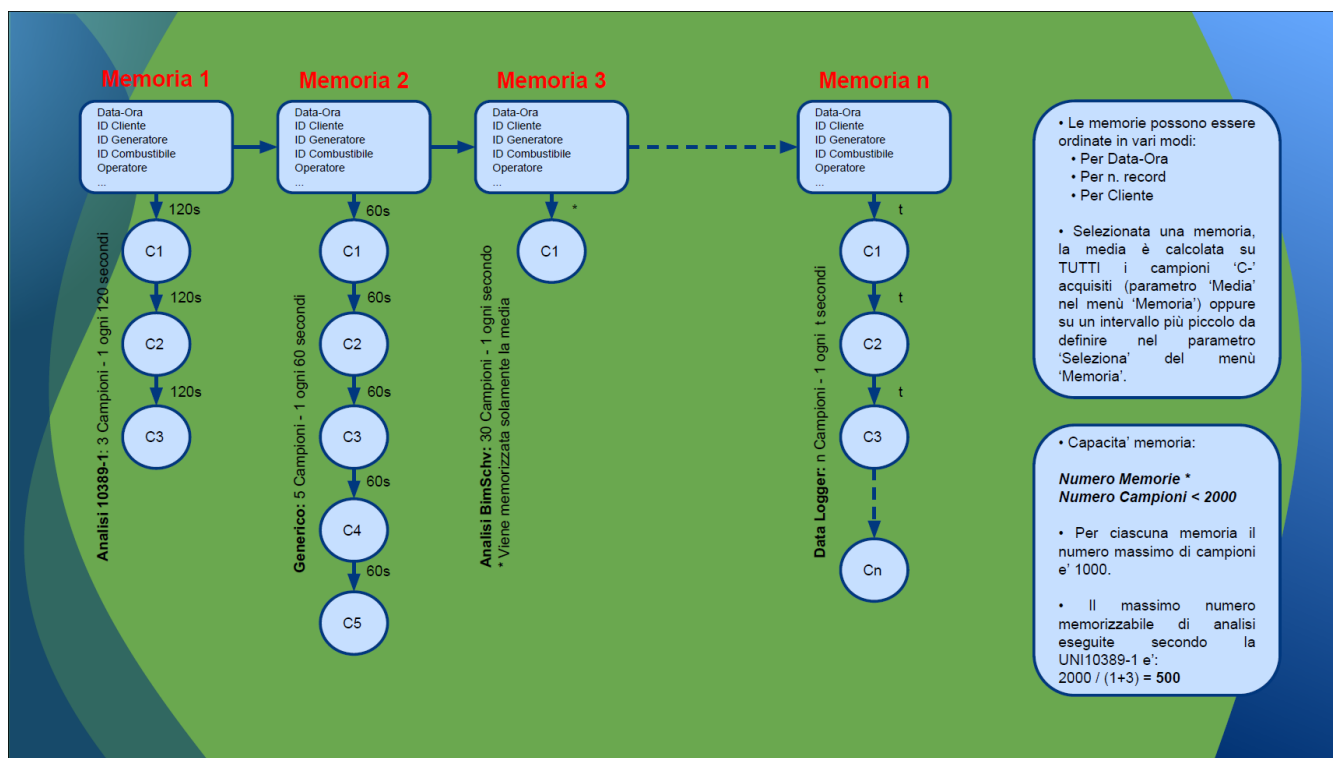 Memoria 1
Data-Ora
ID Cliente
ID Generatore
ID Combustibile
Operatore
...
120s
C1
120s
C2
120s
C3
Analisi 10389-1: 3 Campioni - 1 ogni 120 secondi
Memoria 2
Data-Ora
ID Cliente
ID Generatore
ID Combustibile
Operatore
...
60s
C1
60s
C2
60s
C3
60s
C4
60s
C5
Generico: 5 Campioni - 1 ogni 60 secondi
Memoria 3
Data-Ora
ID Cliente
ID Generatore
ID Combustibile
Operatore
...
*
C1
Analisi BimSchv: 30 Campioni - 1 ogni secondo
* Viene memorizzata solamente la media
Memoria n
Data-Ora
ID Cliente
ID Generatore
ID Combustibile
Operatore
...
t
C1
t
C2
t
C3
Cn
Data Logger: n Campioni - 1 ogni t secondi
• Le memorie possono essere
ordinate in vari modi:
• Per Data-Ora
• Per n. record
• Per Cliente
• Selezionata una memoria,
la media è calcolata su
TUTTI i campioni ‘C-’
acquisiti (parametro ‘Media’
nel menù ‘Memoria’) oppure
su un intervallo più piccolo da
definire nel parametro
‘Seleziona’ del menù
‘Memoria’.
• Capacita’ memoria:
Numero Memorie *
Numero Campioni < 2000
• Per ciascuna memoria il
numero massimo di campioni
e’ 1000.
• Il massimo numero
memorizzabile di analisi
eseguite secondo la
UNI10389-1 e’:
2000 / (1+3) = 500